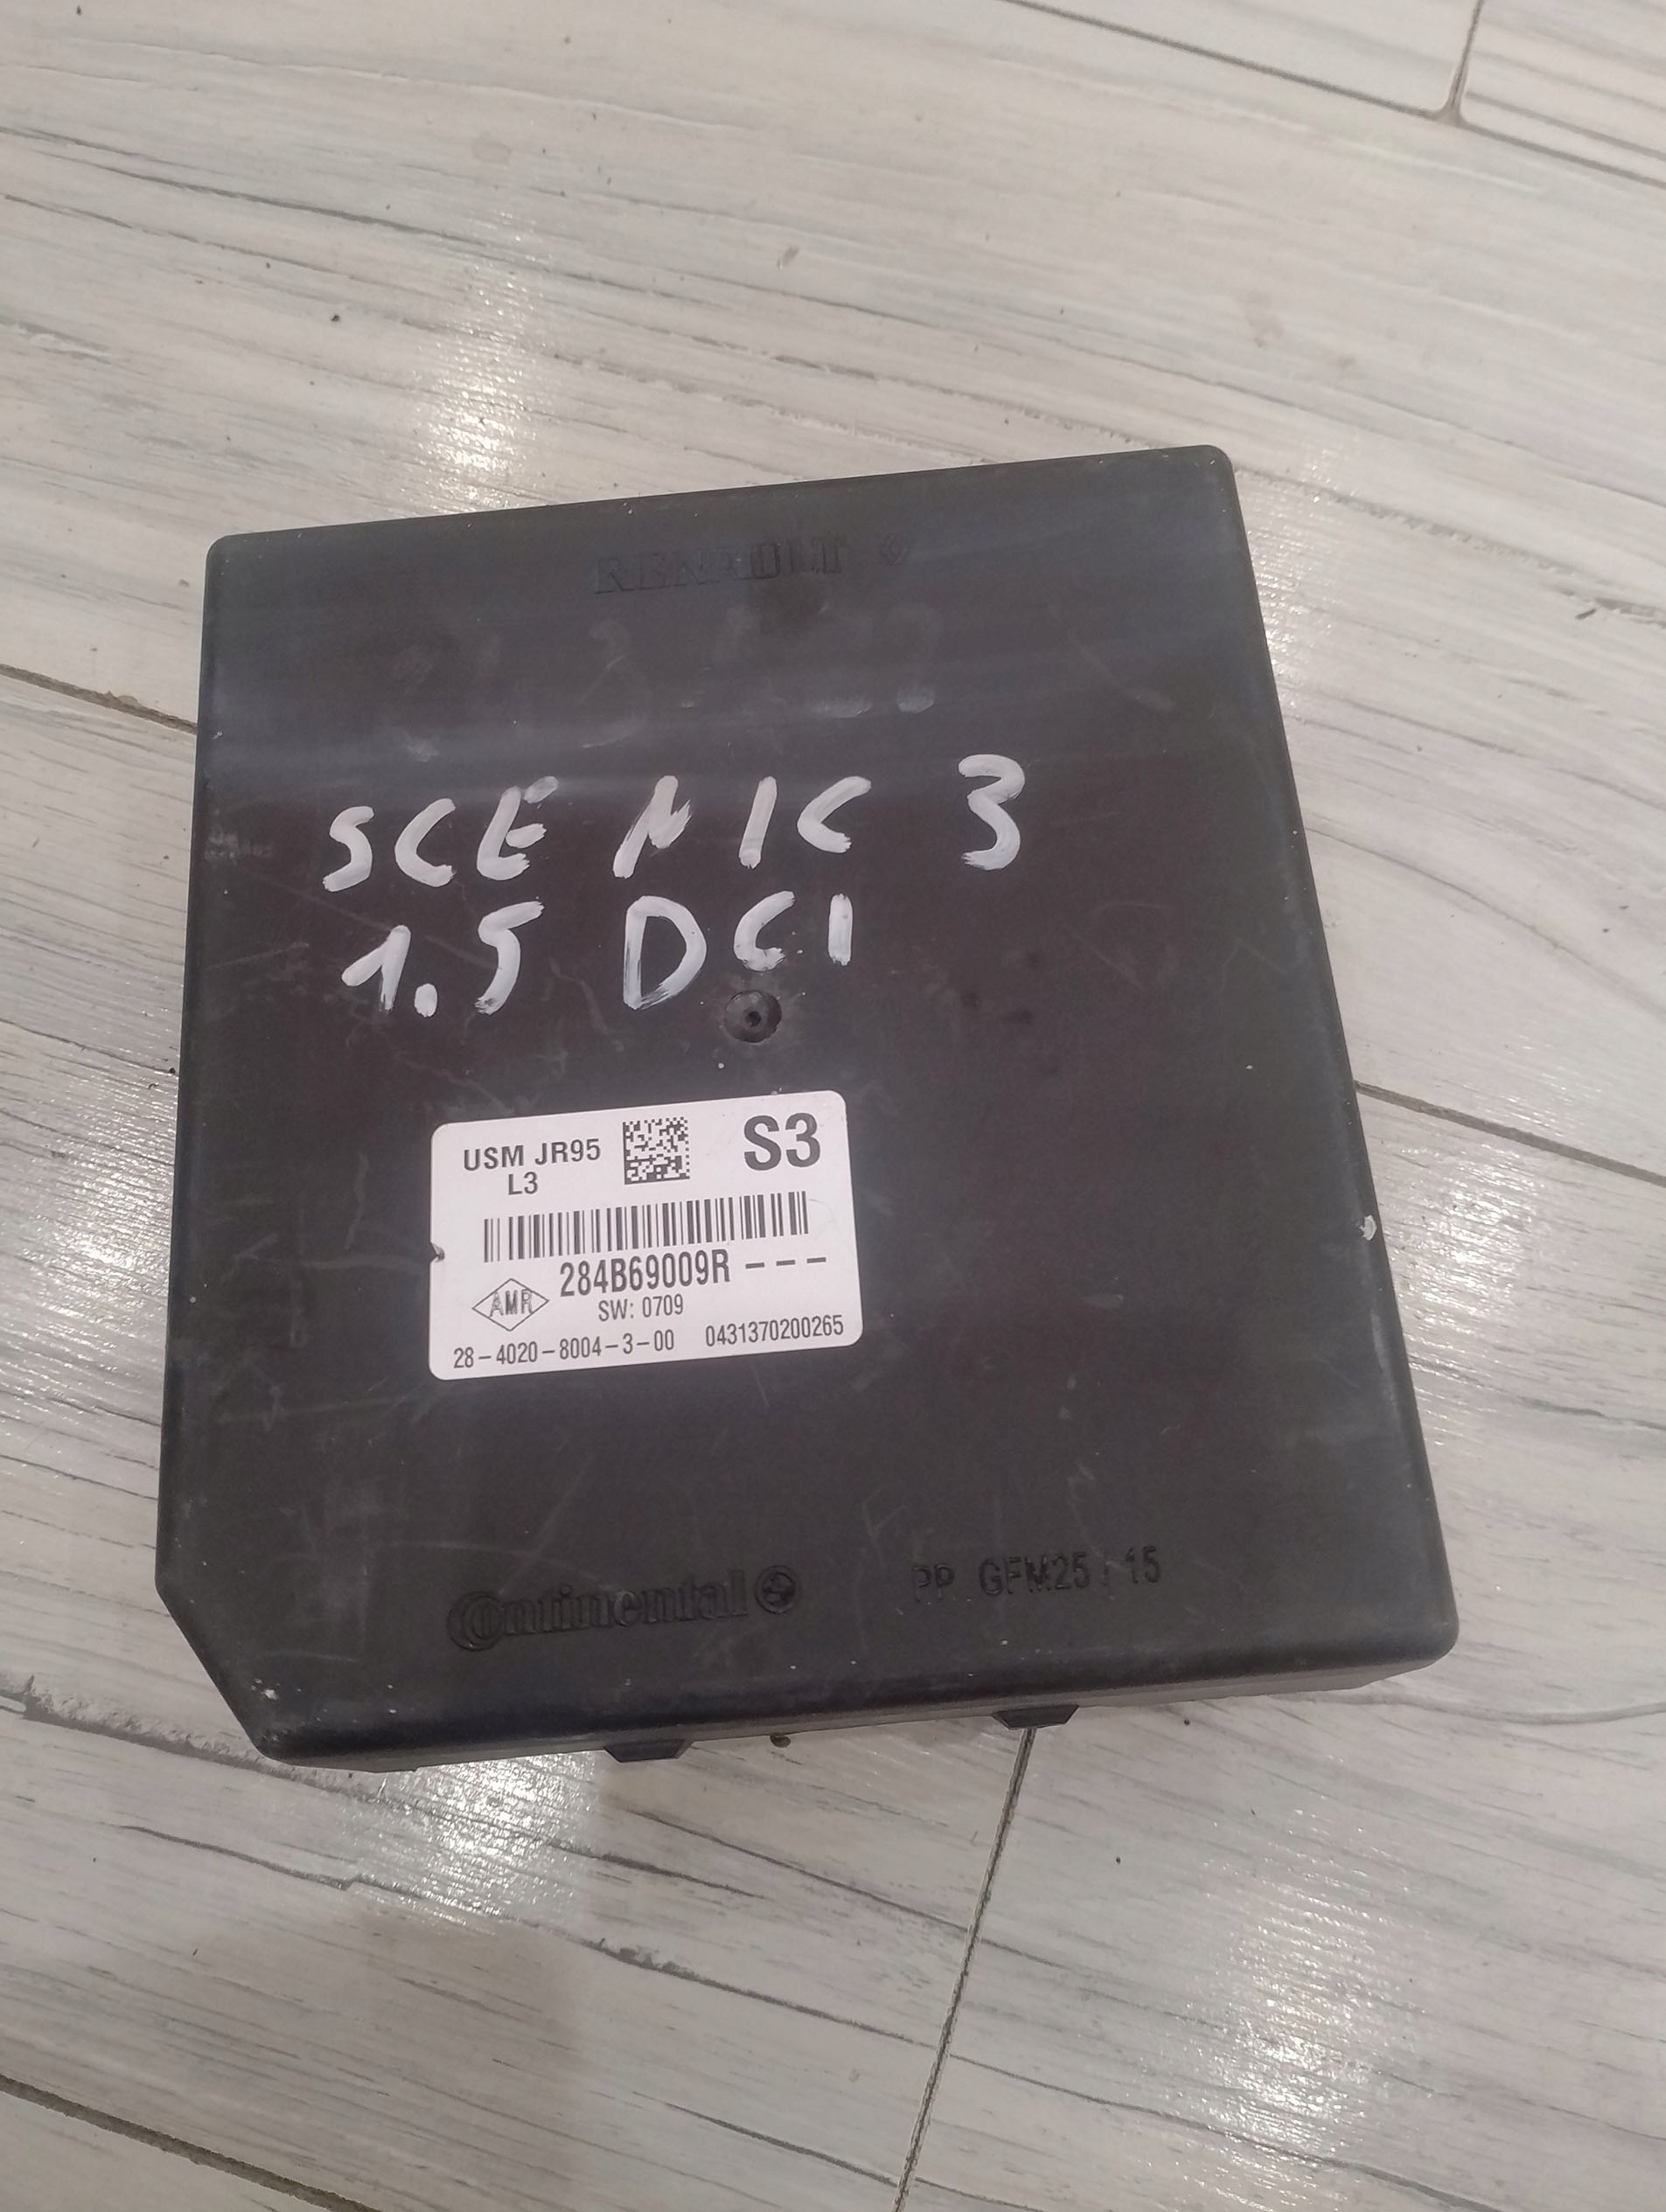 RENAULT
SCENIC 3
1.5 DCI
USM JR95
L3
S3
284B69009R - - -
AMR
SW: 0709
28-4020-8004-3-00 0431370200265
Continental
PP GFM25 / 15